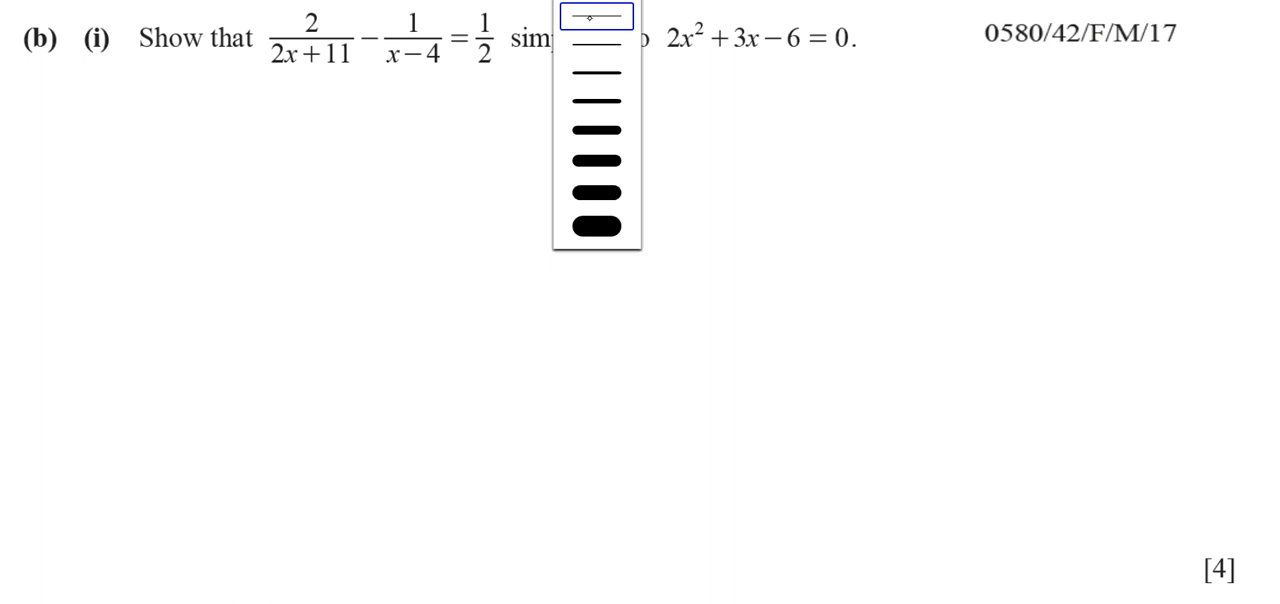 (b) (i) Show that 2/(2x+11) − 1/(x−4) = 1/2 sim 2x² + 3x − 6 = 0. 0580/42/F/M/17
[4]